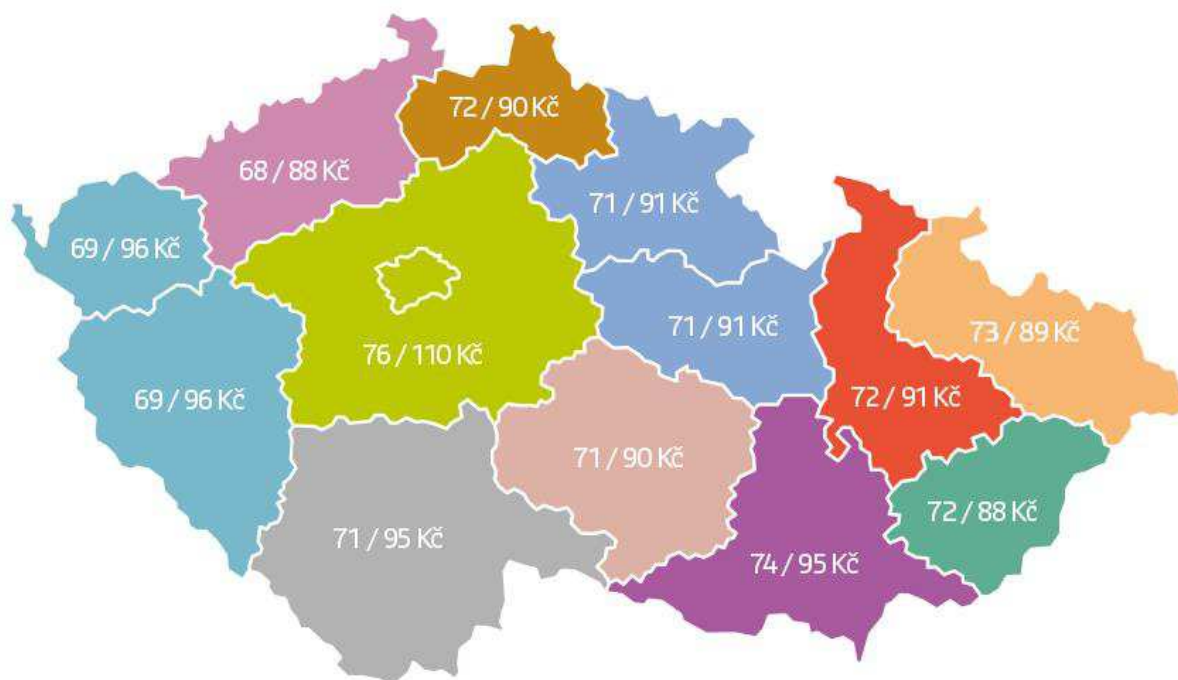 72 / 90 Kč
68 / 88 Kč
71 / 91 Kč
69 / 96 Kč
71 / 91 Kč
73 / 89 Kč
76 / 110 Kč
69 / 96 Kč
72 / 91 Kč
71 / 90 Kč
72 / 88 Kč
71 / 95 Kč
74 / 95 Kč